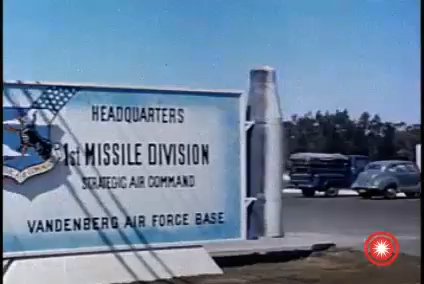 HEADQUARTERS
1st MISSILE DIVISION
STRATEGIC AIR COMMAND
VANDENBERG AIR FORCE BASE